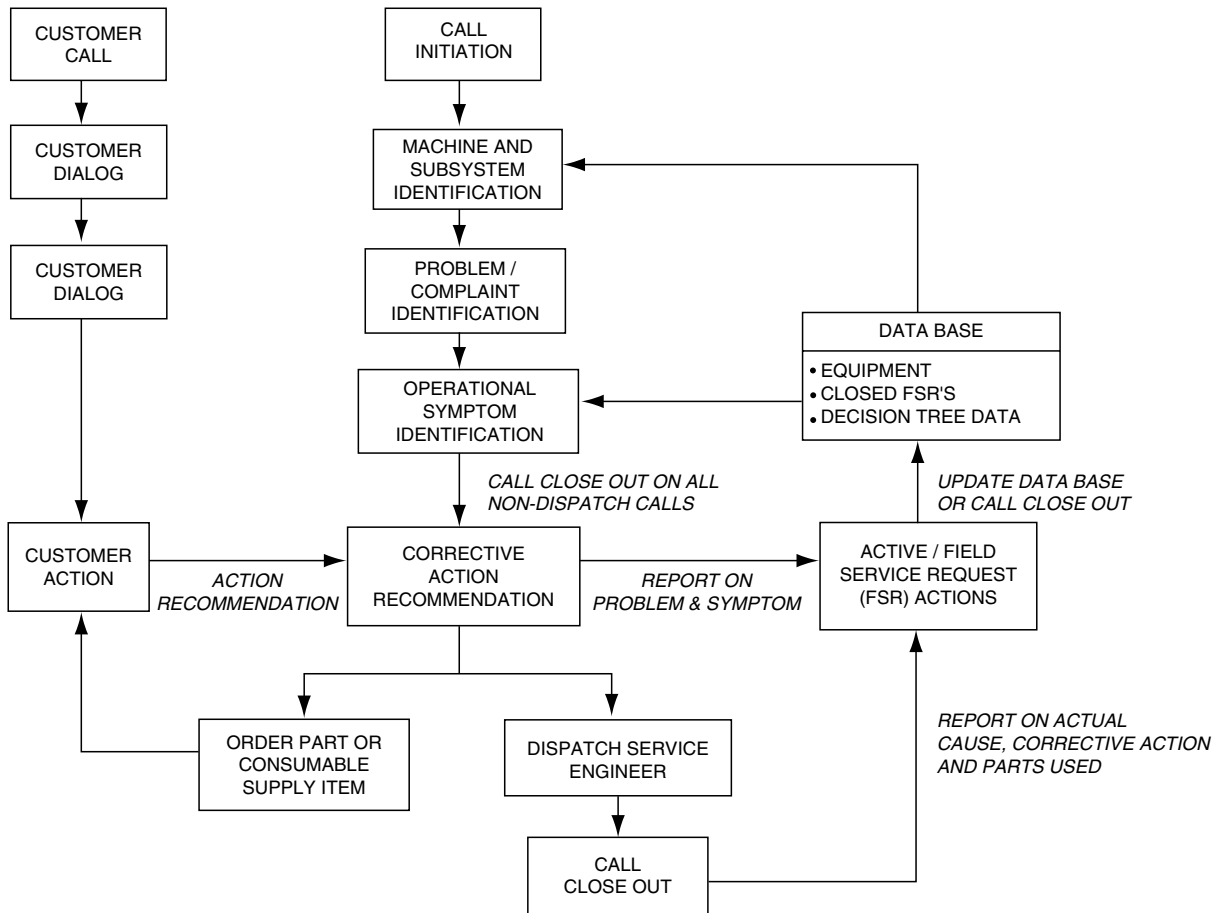 CUSTOMER
CALL
CALL
INITIATION
CUSTOMER
DIALOG
MACHINE AND
SUBSYSTEM
IDENTIFICATION
CUSTOMER
DIALOG
PROBLEM /
COMPLAINT
IDENTIFICATION
DATA BASE
• EQUIPMENT
• CLOSED FSR'S
• DECISION TREE DATA
OPERATIONAL
SYMPTOM
IDENTIFICATION
CALL CLOSE OUT ON ALL
NON-DISPATCH CALLS
UPDATE DATA BASE
OR CALL CLOSE OUT
CUSTOMER
ACTION
ACTION
RECOMMENDATION
CORRECTIVE
ACTION
RECOMMENDATION
REPORT ON
PROBLEM & SYMPTOM
ACTIVE / FIELD
SERVICE REQUEST
(FSR) ACTIONS
ORDER PART OR
CONSUMABLE
SUPPLY ITEM
DISPATCH SERVICE
ENGINEER
REPORT ON ACTUAL
CAUSE, CORRECTIVE ACTION
AND PARTS USED
CALL
CLOSE OUT